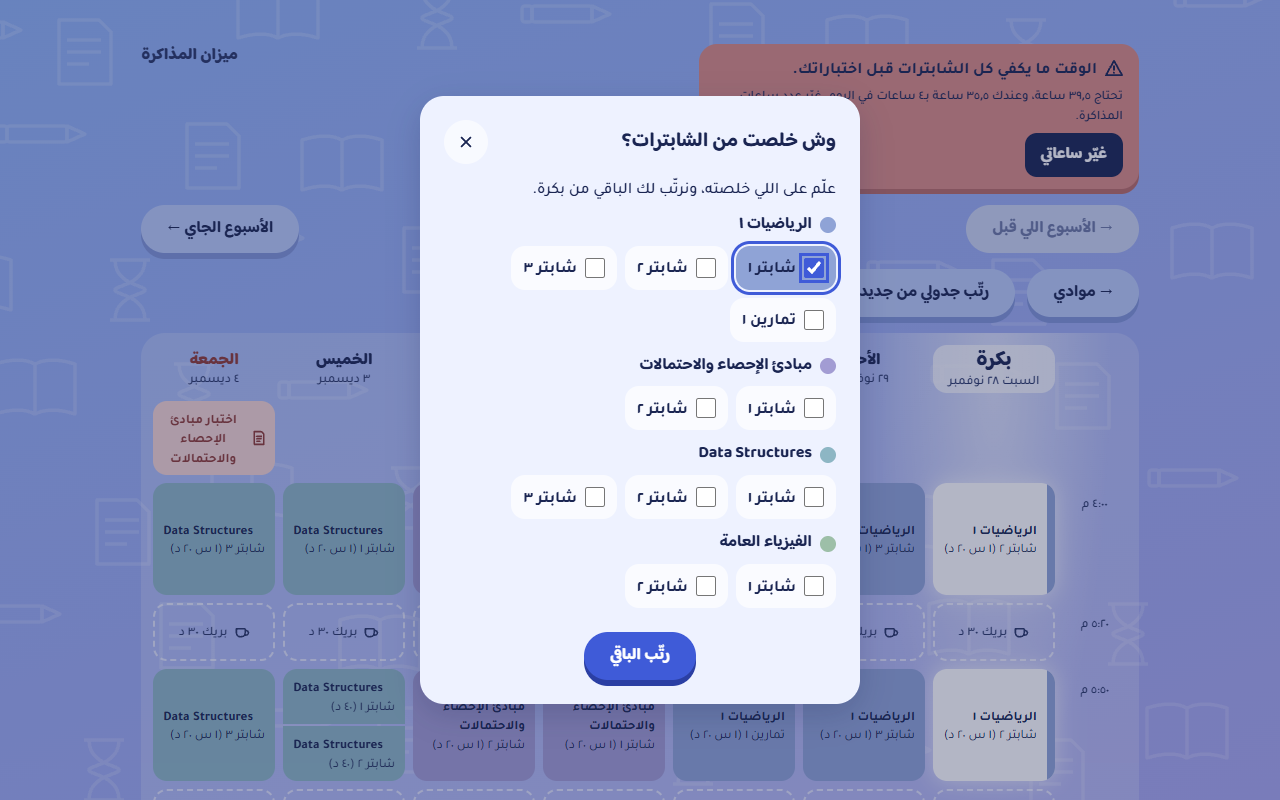 الوقت ما يكفي كل الشابترات قبل اختباراتك.
تحتاج ٣٩,٥ ساعة، وعندك ٣٥,٥ ساعة بـ٤ ساعات في اليوم. غيّر عدد ساعات
المذاكرة.
غيّر ساعاتي
ميزان المذاكرة
→ الأسبوع اللي قبل
الأسبوع الجاي ←
→ موادي
رتّب جدولي من جديد
وش خلصت من الشابترات؟
علّم على اللي خلصته، ونرتّب لك الباقي من بكرة.
الرياضيات ١
شابتر ١
شابتر ٢
شابتر ٣
تمارين ١
مبادئ الإحصاء والاحتمالات
شابتر ١
شابتر ٢
Data Structures
شابتر ١
شابتر ٢
شابتر ٣
الفيزياء العامة
شابتر ١
شابتر ٢
رتّب الباقي
بكرة
السبت ٢٨ نوفمبر
الخميس
٣ ديسمبر
الجمعة
٤ ديسمبر
اختبار مبادئ
الإحصاء
والاحتمالات
٤:٠٠ م
الرياضيات ١
شابتر ٢ (١ س ٢٠ د)
الرياضيات
شابتر ٣ (١ س ٢٠ د)
Data Structures
شابتر ١ (١ س ٢٠ د)
Data Structures
شابتر ٣ (١ س ٢٠ د)
٥:٢٠ م
بريك ٣٠ د
بريك ٣٠ د
بريك ٣٠ د
٥:٥٠ م
الرياضيات ١
شابتر ٢ (١ س ٢٠ د)
الرياضيات ١
شابتر ٣ (١ س ٢٠ د)
الرياضيات ١
تمارين ١ (١ س ٢٠ د)
مبادئ الإحصاء
والاحتمالات
شابتر ١ (١ س ٢٠ د)
مبادئ الإحصاء
والاحتمالات
شابتر ٢ (١ س ٢٠ د)
Data Structures
شابتر ١ (٤٠ د)
Data Structures
شابتر ٢ (٤٠ د)
Data Structures
شابتر ٣ (١ س ٢٠ د)